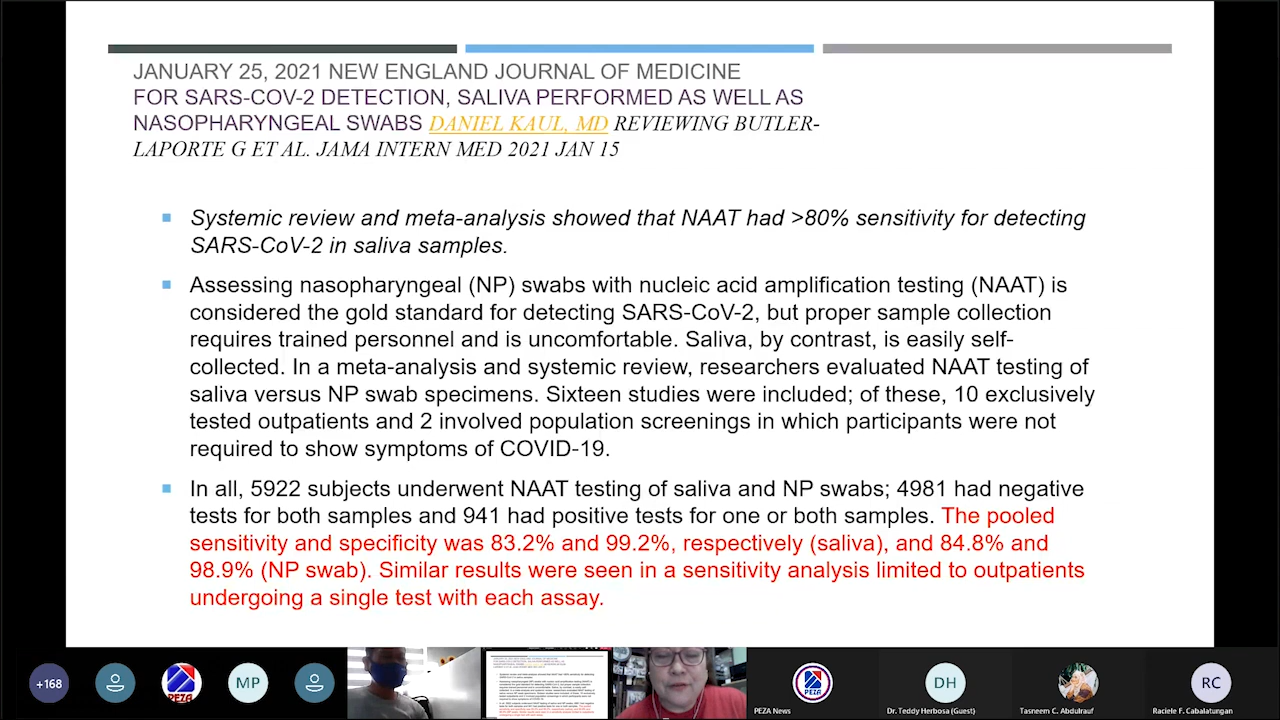 JANUARY 25, 2021 NEW ENGLAND JOURNAL OF MEDICINE
FOR SARS-COV-2 DETECTION, SALIVA PERFORMED AS WELL AS
NASOPHARYNGEAL SWABS DANIEL KAUL, MD REVIEWING BUTLER-
LAPORTE G ET AL. JAMA INTERN MED 2021 JAN 15
Systemic review and meta-analysis showed that NAAT had >80% sensitivity for detecting
SARS-CoV-2 in saliva samples.
Assessing nasopharyngeal (NP) swabs with nucleic acid amplification testing (NAAT) is
considered the gold standard for detecting SARS-CoV-2, but proper sample collection
requires trained personnel and is uncomfortable. Saliva, by contrast, is easily self-
collected. In a meta-analysis and systemic review, researchers evaluated NAAT testing of
saliva versus NP swab specimens. Sixteen studies were included; of these, 10 exclusively
tested outpatients and 2 involved population screenings in which participants were not
required to show symptoms of COVID-19.
In all, 5922 subjects underwent NAAT testing of saliva and NP swabs; 4981 had negative
tests for both samples and 941 had positive tests for one or both samples. The pooled
sensitivity and specificity was 83.2% and 99.2%, respectively (saliva), and 84.8% and
98.9% (NP swab). Similar results were seen in a sensitivity analysis limited to outpatients
undergoing a single test with each assay.
+168
PEZA
MP
PEZA
DH
PEZA
Dr. Teddy Herbosa
Raciele F. Cabalatungan